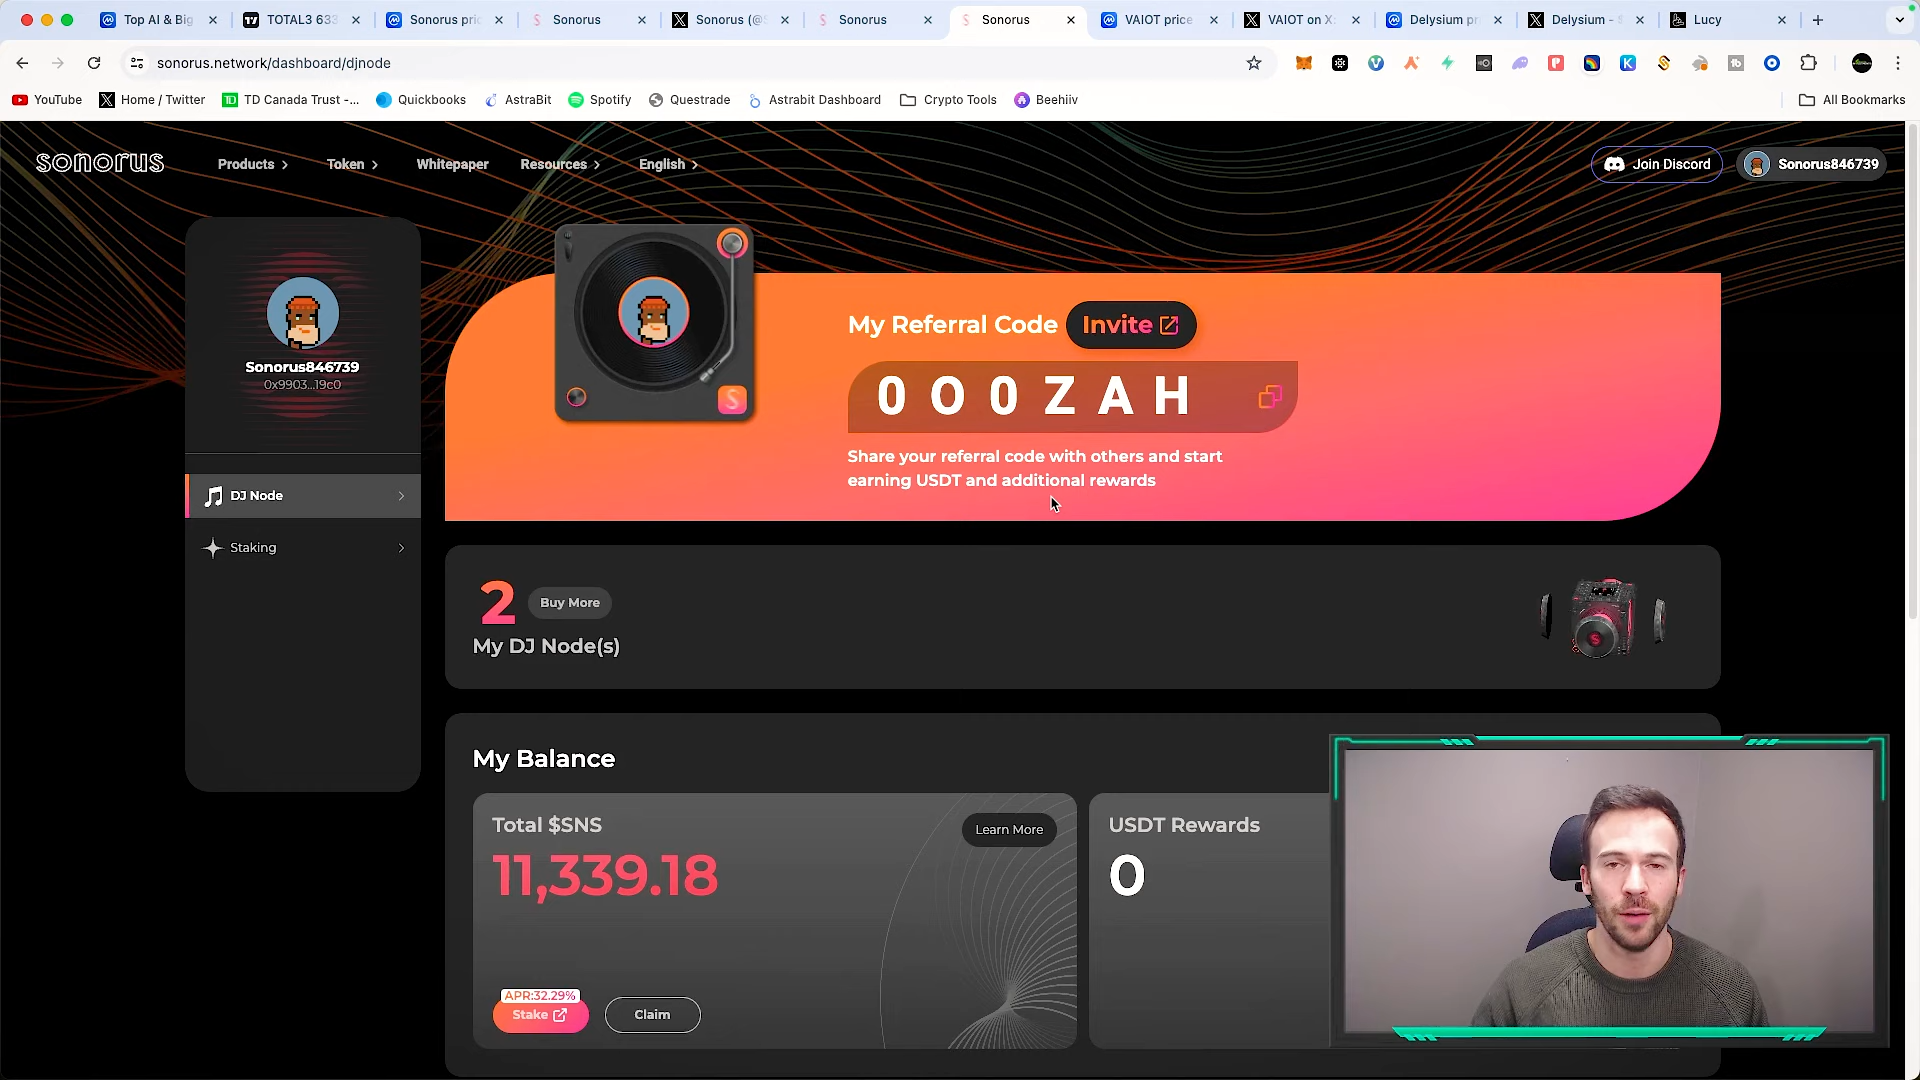 Top AI & Big
TOTAL3 633
Sonorus pric
Sonorus
Sonorus (@S
Sonorus
Sonorus
VAIOT price
VAIOT on X:
Delysium pr
Delysium - $
Lucy
sonorus.network/dashboard/djnode
YouTube
Home / Twitter
TD Canada Trust -...
Quickbooks
AstraBit
Spotify
Questrade
Astrabit Dashboard
Crypto Tools
Beehiiv
All Bookmarks
sonorus
Products
Token
Whitepaper
Resources
English
Join Discord
Sonorus846739
Sonorus846739
0x9903...19c0
DJ Node
Staking
My Referral Code
Invite
0 O 0 Z A H
Share your referral code with others and start
earning USDT and additional rewards
2
Buy More
My DJ Node(s)
My Balance
Total $SNS
Learn More
11,339.18
APR:32.29%
Stake
Claim
USDT Rewards
0